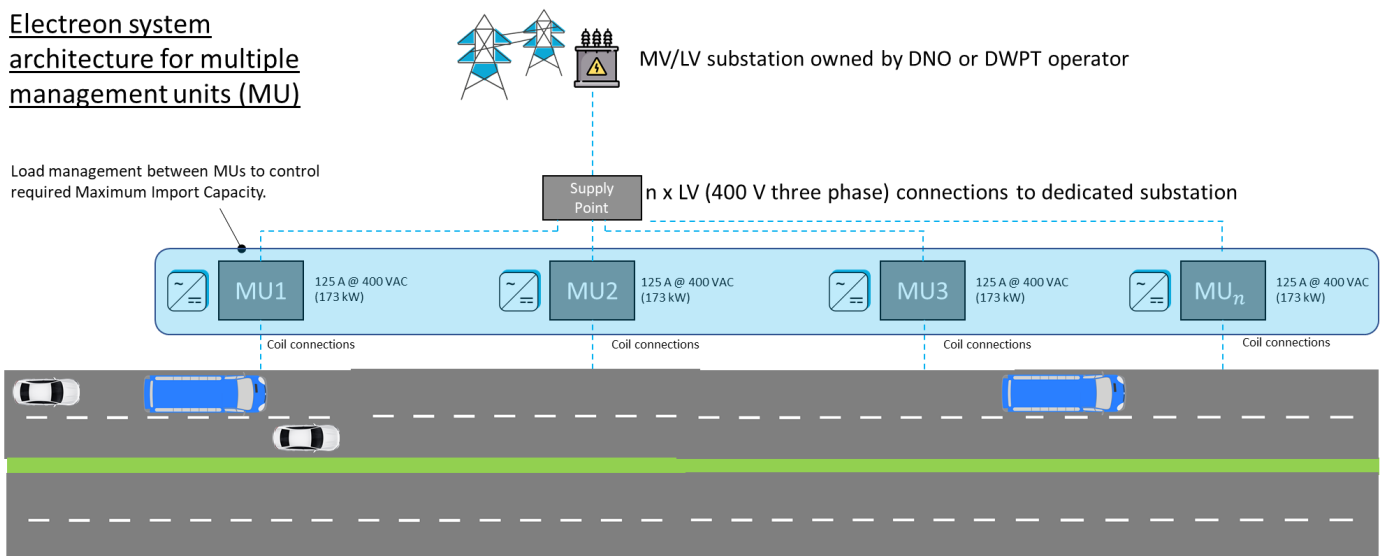 Electreon system
architecture for multiple
management units (MU)
MV/LV substation owned by DNO or DWPT operator
Load management between MUs to control
required Maximum Import Capacity.
Supply
Point
n x LV (400 V three phase) connections to dedicated substation
MU1
125 A @ 400 VAC
(173 kW)
MU2
125 A @ 400 VAC
(173 kW)
MU3
125 A @ 400 VAC
(173 kW)
MUn
125 A @ 400 VAC
(173 kW)
Coil connections
Coil connections
Coil connections
Coil connections